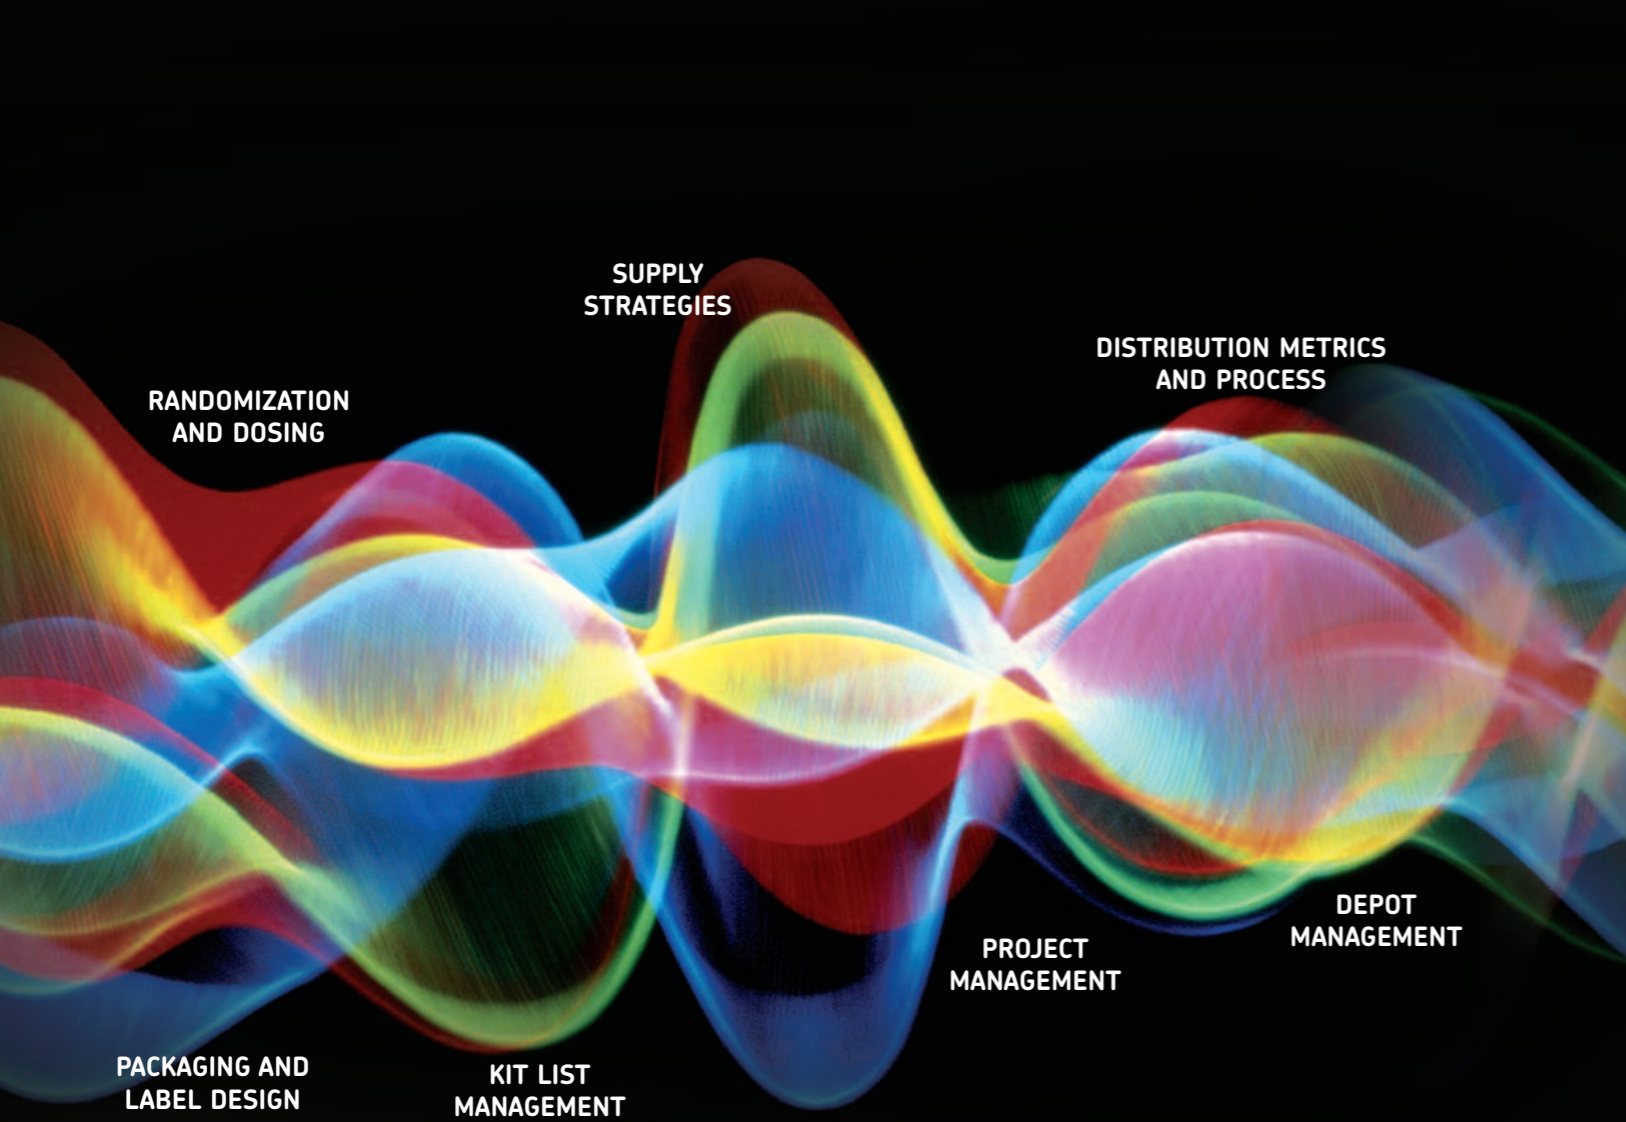 SUPPLY
STRATEGIES
DISTRIBUTION METRICS
AND PROCESS
RANDOMIZATION
AND DOSING
DEPOT
MANAGEMENT
PROJECT
MANAGEMENT
PACKAGING AND
LABEL DESIGN
KIT LIST
MANAGEMENT